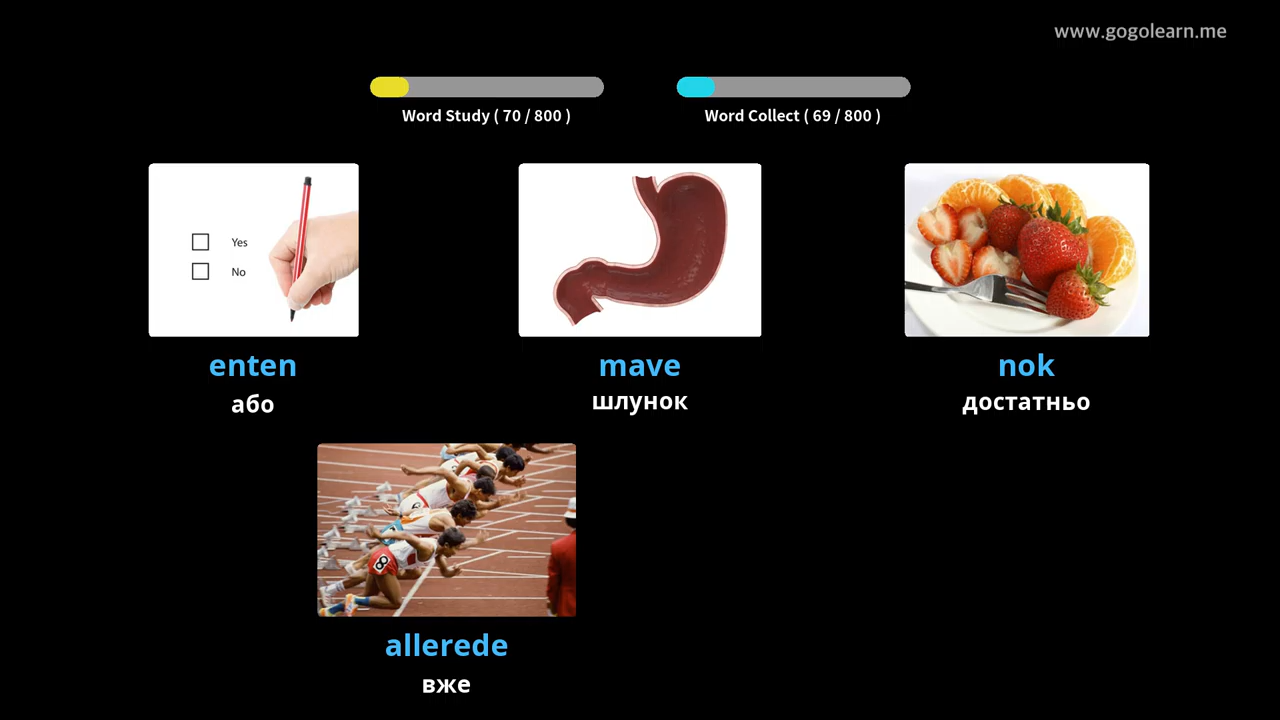 www.gogolearn.me
Word Study ( 70 / 800 )
Word Collect ( 69 / 800 )
Yes
No
enten
або
mave
шлунок
nok
достатньо
8
allerede
вже